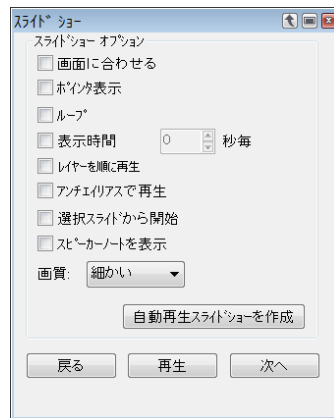 ｽﾗｲﾄﾞ ｼｮｰ
ｽﾗｲﾄﾞｼｮｰ ｵﾌﾟｼｮﾝ
画面に合わせる
ﾎﾟｲﾝﾀ表示
ﾙｰﾌﾟ
表示時間 0 秒毎
ﾚｲﾔｰを順に再生
ｱﾝﾁｴｲﾘｱｽで再生
選択ｽﾗｲﾄﾞから開始
ｽﾋﾟｰｶｰﾉｰﾄを表示
画質: 細かい
自動再生ｽﾗｲﾄﾞｼｮｰを作成
戻る 再生 次へ